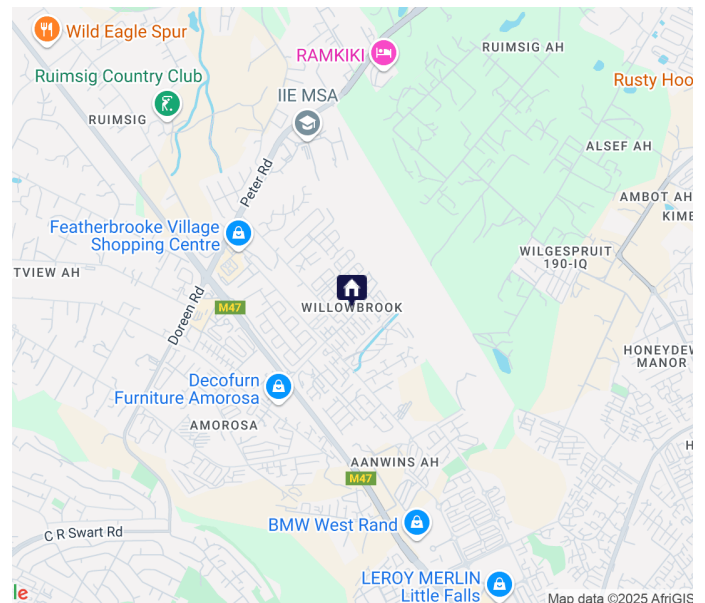 Wild Eagle Spur
RAMKIKI
RUIMSIG AH
Ruimsig Country Club
Rusty Hoo
IIE MSA
RUIMSIG
ALSEF AH
Peter Rd
AMBOT AH
KIMB
Featherbrooke Village
Shopping Centre
WILGESPRUIT
190-IQ
TVIEW AH
M47
WILLOWBROOK
Doreen Rd
HONEYDEW
MANOR
Decofurn
Furniture Amorosa
AMOROSA
H
AANWINS AH
M47
BMW West Rand
C R Swart Rd
LEROY MERLIN
Little Falls
le
Map data ©2025 AfriGIS